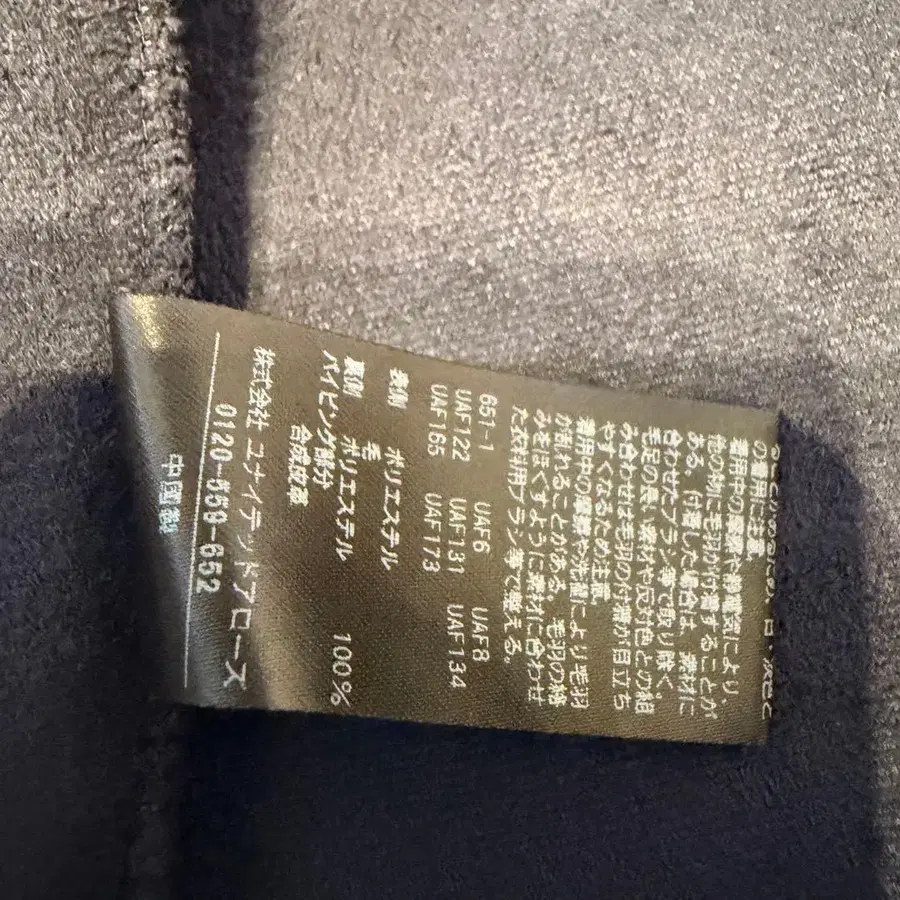 の着用に注意。
着用中の摩擦や静電気により、
他の物に毛羽が付着することが
ある。付着した場合は、素材に
合わせたブラシ等で取り除く。
毛足の長い素材や反対色との組
み合わせは毛羽の付着が目立ち
やすくなるため注意。
着用中の摩擦や洗濯により毛羽
が乱れることがある。毛羽の絡
みをほぐすように素材に合わせ
た衣料用ブラシ等で整える。
651-1 UAF6 UAF8
UAF122 UAF131 UAF134
UAF165 UAF173
表側 ポリエステル
毛
裏側 ポリエステル 100%
パイピング部分
合成皮革
株式会社 ユナイテッドアローズ
0120-559-652
中国製